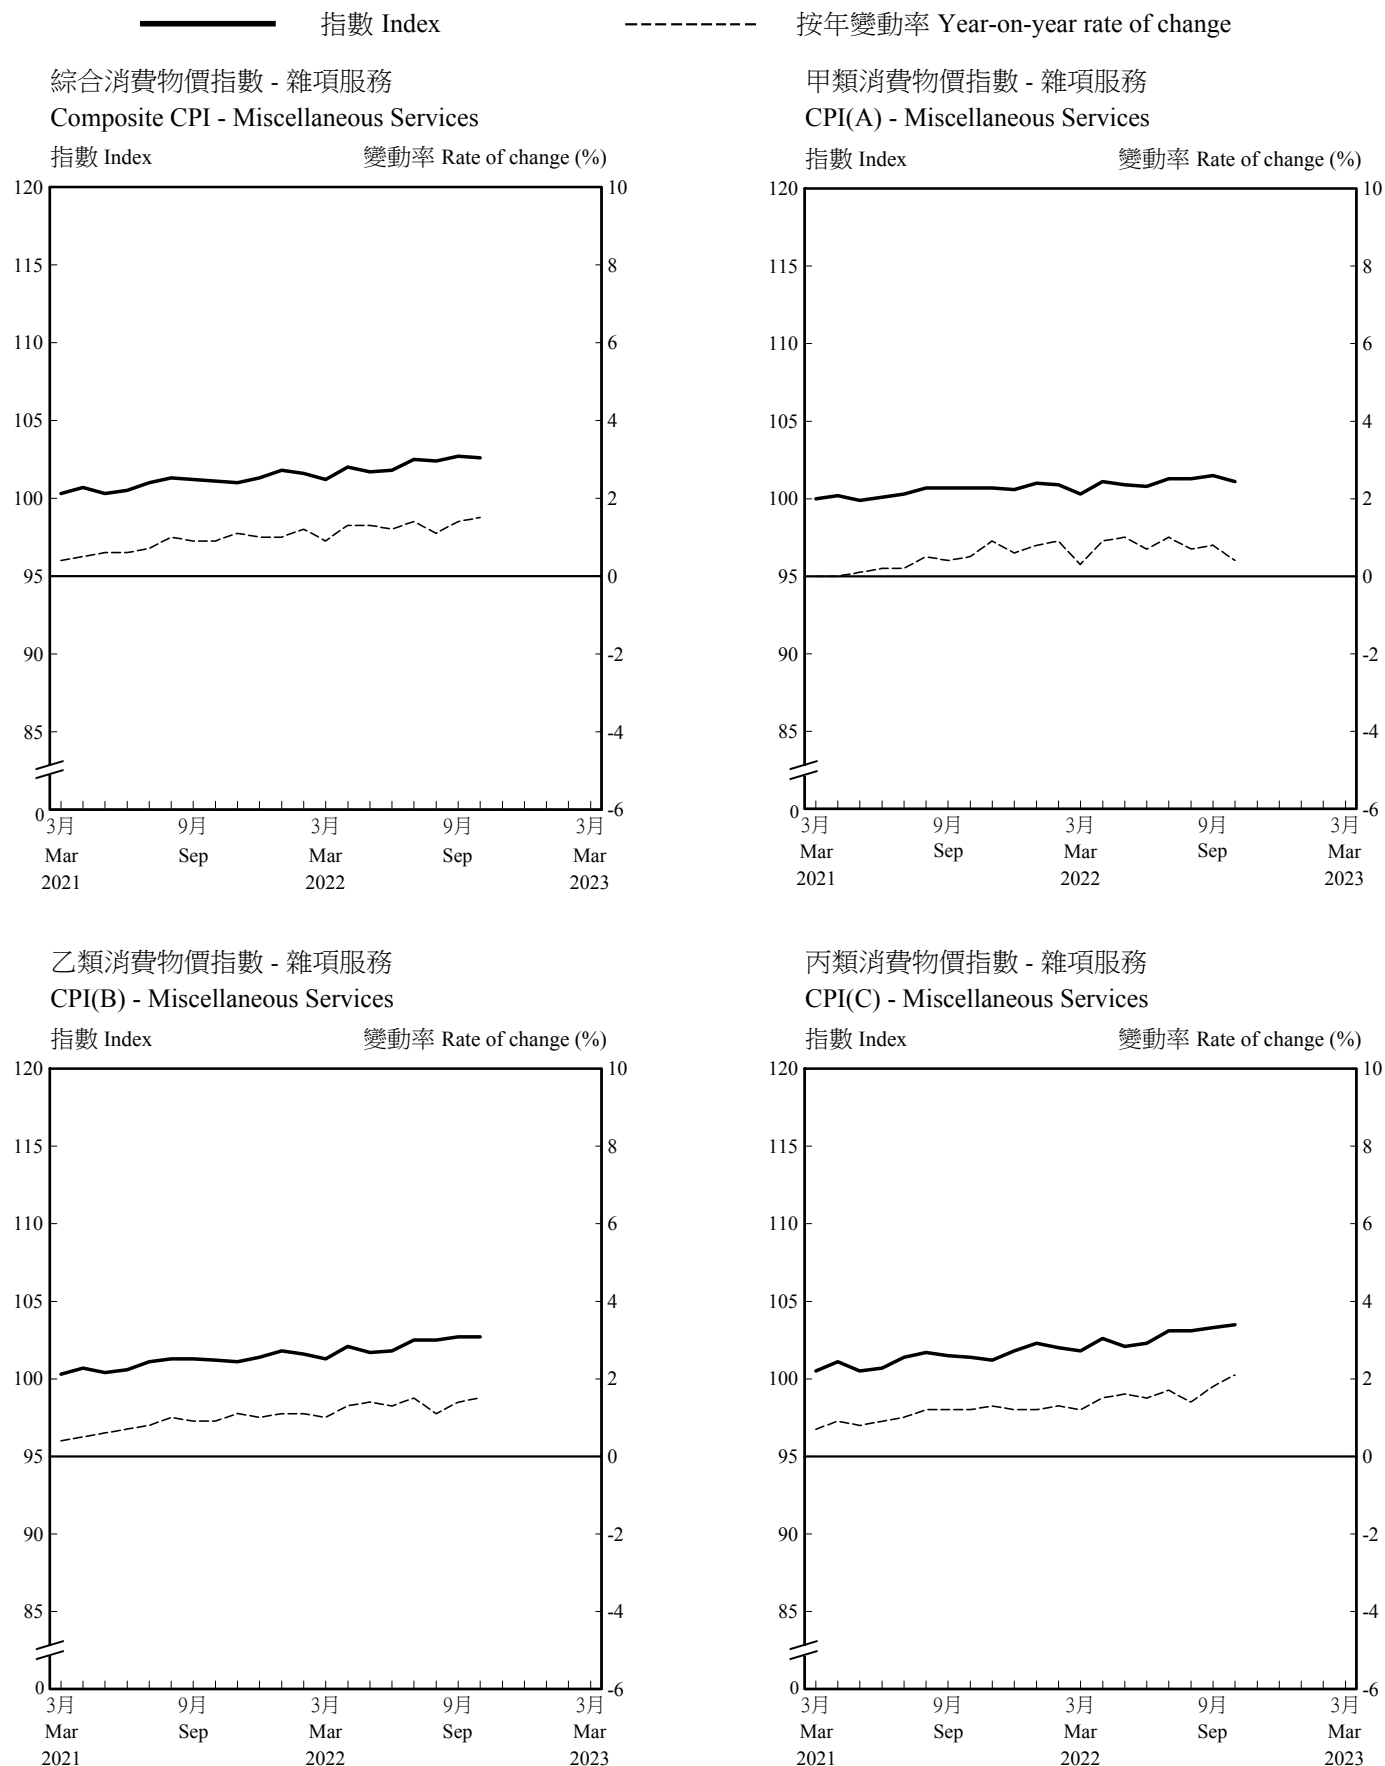 指數 Index 按年變動率 Year-on-year rate of change
綜合消費物價指數 - 雜項服務
Composite CPI - Miscellaneous Services
指數 Index 變動率 Rate of change (%)
120 10
115 8
110 6
105 4
100 2
95 0
90 -2
85 -4
0 -6
3月 9月 3月 9月 3月
Mar Sep Mar Sep Mar
2021 2022 2023
甲類消費物價指數 - 雜項服務
CPI(A) - Miscellaneous Services
指數 Index 變動率 Rate of change (%)
120 10
115 8
110 6
105 4
100 2
95 0
90 -2
85 -4
0 -6
3月 9月 3月 9月 3月
Mar Sep Mar Sep Mar
2021 2022 2023
乙類消費物價指數 - 雜項服務
CPI(B) - Miscellaneous Services
指數 Index 變動率 Rate of change (%)
120 10
115 8
110 6
105 4
100 2
95 0
90 -2
85 -4
0 -6
3月 9月 3月 9月 3月
Mar Sep Mar Sep Mar
2021 2022 2023
丙類消費物價指數 - 雜項服務
CPI(C) - Miscellaneous Services
指數 Index 變動率 Rate of change (%)
120 10
115 8
110 6
105 4
100 2
95 0
90 -2
85 -4
0 -6
3月 9月 3月 9月 3月
Mar Sep Mar Sep Mar
2021 2022 2023